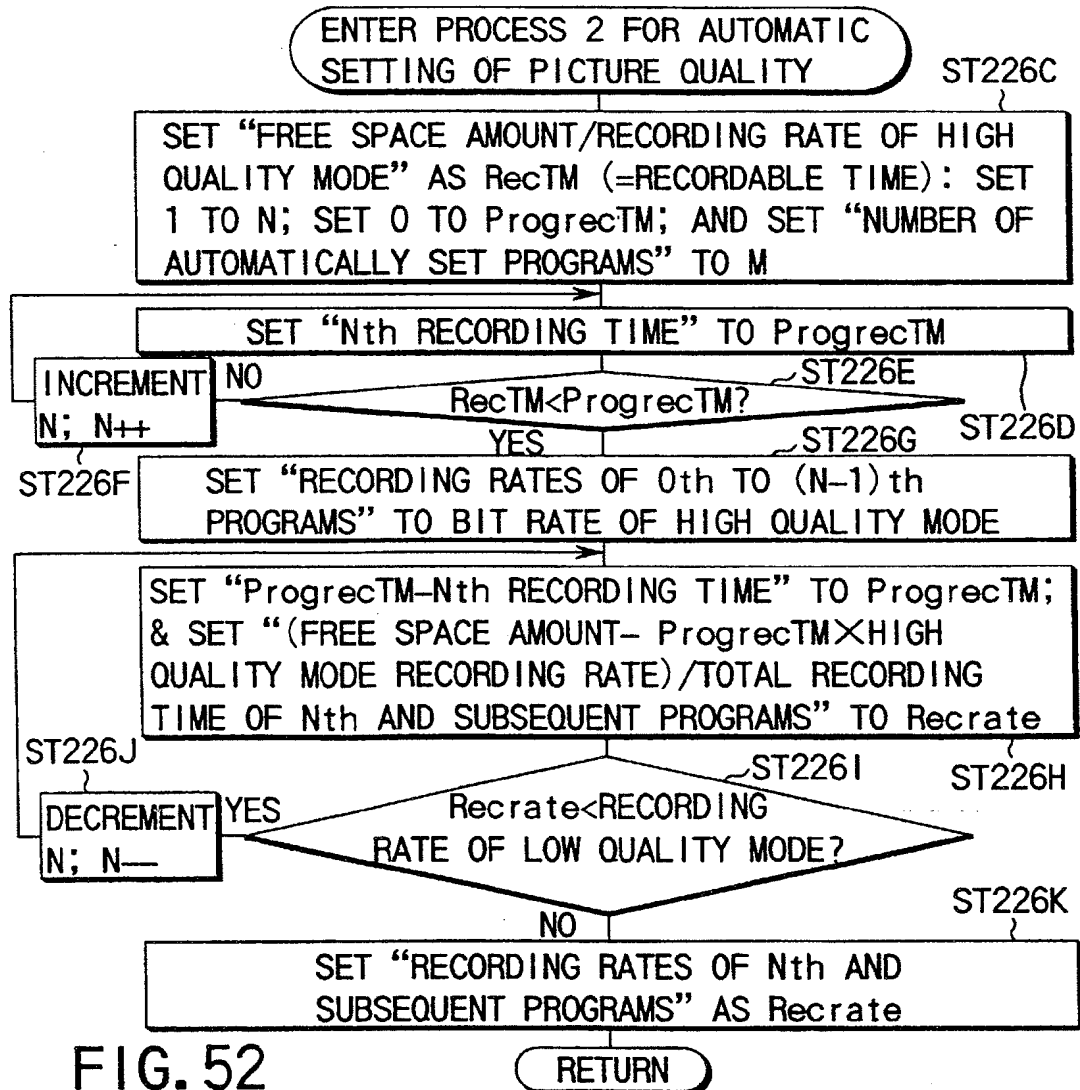 ENTER PROCESS 2 FOR AUTOMATIC
SETTING OF PICTURE QUALITY
ST226C
SET “FREE SPACE AMOUNT/RECORDING RATE OF HIGH
QUALITY MODE” AS RecTM (=RECORDABLE TIME): SET
1 TO N; SET 0 TO ProgrecTM; AND SET “NUMBER OF
AUTOMATICALLY SET PROGRAMS” TO M
SET “Nth RECORDING TIME” TO ProgrecTM
ST226D
INCREMENT
N; N++
NO
ST226F
RecTM<ProgrecTM?
ST226E
YES
ST226G
SET “RECORDING RATES OF 0th TO (N-1)th
PROGRAMS” TO BIT RATE OF HIGH QUALITY MODE
SET “ProgrecTM-Nth RECORDING TIME” TO ProgrecTM;
& SET “(FREE SPACE AMOUNT- ProgrecTM×HIGH
QUALITY MODE RECORDING RATE)/TOTAL RECORDING
TIME OF Nth AND SUBSEQUENT PROGRAMS” TO Recrate
ST226H
ST226J
DECREMENT
N; N--
YES
ST226I
Recrate<RECORDING
RATE OF LOW QUALITY MODE?
NO
ST226K
SET “RECORDING RATES OF Nth AND
SUBSEQUENT PROGRAMS” AS Recrate
RETURN
FIG. 52